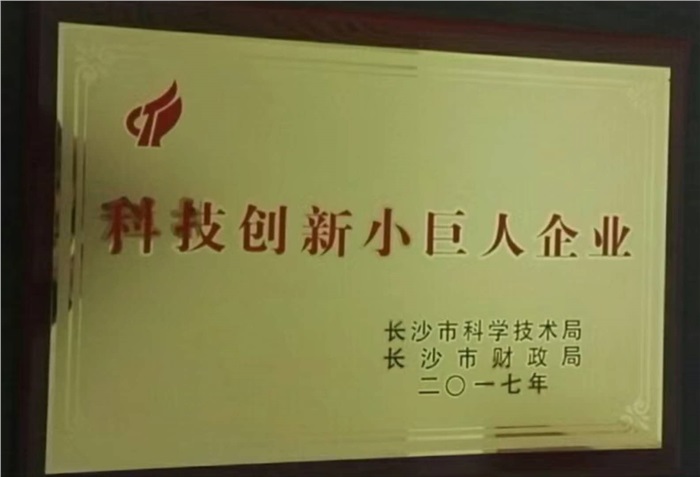 科技创新小巨人企业
长沙市科学技术局
长沙市财政局
二〇一七年